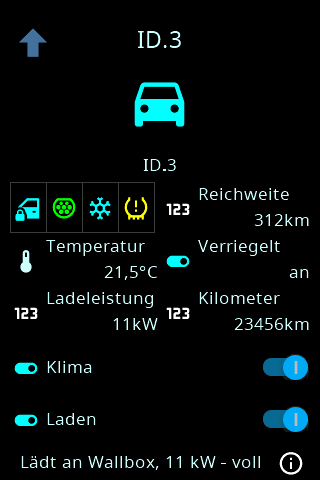 ID.3
ID.3
123 Reichweite
312km
Temperatur
21,5°C
Verriegelt
an
123 Ladeleistung
11kW
123 Kilometer
23456km
Klima
Laden
Lädt an Wallbox, 11 kW - voll